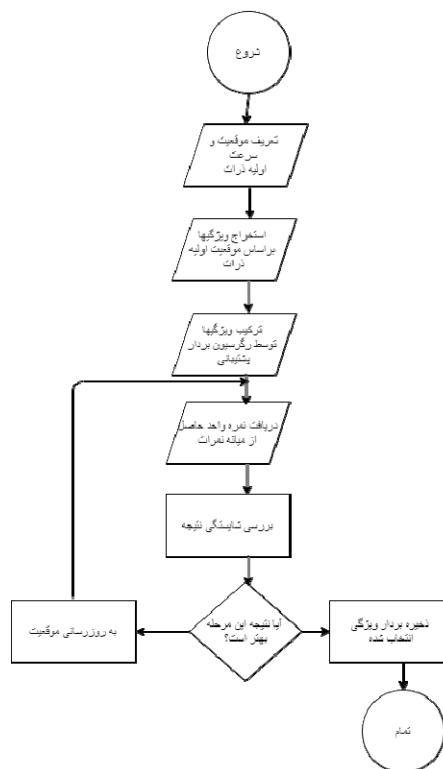 شروع
تعریف موقعیت و
سرعت
اولیه ذرات
استخراج ویژگیها
براساس موقعیت اولیه
ذرات
ترکیب ویژگیها
توسط رگرسیون بردار
پشتیبانی
دریافت نمره واحد حاصل
از میانه نمرات
بررسی شایستگی نتیجه
آیا نتیجه این مرحله
بهتر است؟
به روزرسانی موقعیت
ذخیره بردار ویژگی
انتخاب شده
تمام